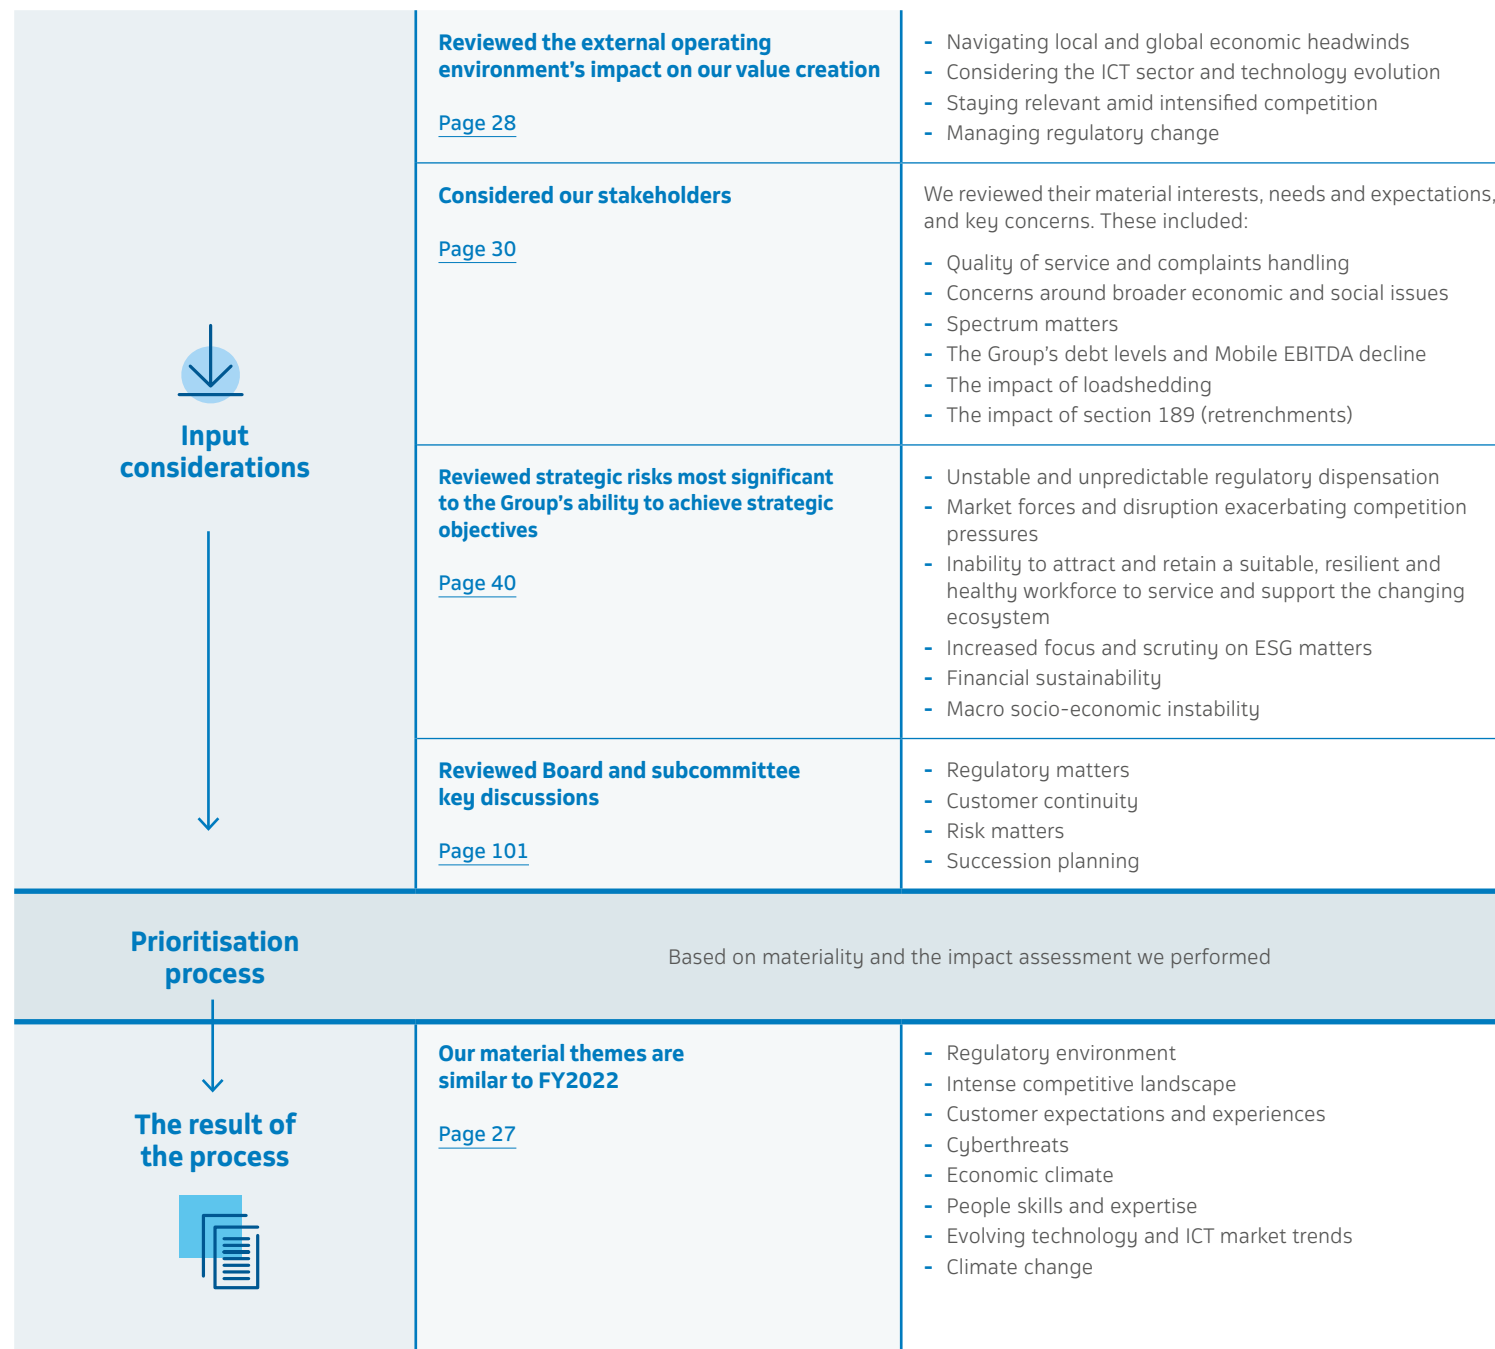 Input
considerations
Reviewed the external operating
environment's impact on our value creation
Page 28
- Navigating local and global economic headwinds
- Considering the ICT sector and technology evolution
- Staying relevant amid intensified competition
- Managing regulatory change
Considered our stakeholders
Page 30
We reviewed their material interests, needs and expectations,
and key concerns. These included:
- Quality of service and complaints handling
- Concerns around broader economic and social issues
- Spectrum matters
- The Group's debt levels and Mobile EBITDA decline
- The impact of loadshedding
- The impact of section 189 (retrenchments)
Reviewed strategic risks most significant
to the Group's ability to achieve strategic
objectives
Page 40
- Unstable and unpredictable regulatory dispensation
- Market forces and disruption exacerbating competition
pressures
- Inability to attract and retain a suitable, resilient and
healthy workforce to service and support the changing
ecosystem
- Increased focus and scrutiny on ESG matters
- Financial sustainability
- Macro socio-economic instability
Reviewed Board and subcommittee
key discussions
Page 101
- Regulatory matters
- Customer continuity
- Risk matters
- Succession planning
Prioritisation
process
Based on materiality and the impact assessment we performed
The result of
the process
Our material themes are
similar to FY2022
Page 27
- Regulatory environment
- Intense competitive landscape
- Customer expectations and experiences
- Cyberthreats
- Economic climate
- People skills and expertise
- Evolving technology and ICT market trends
- Climate change